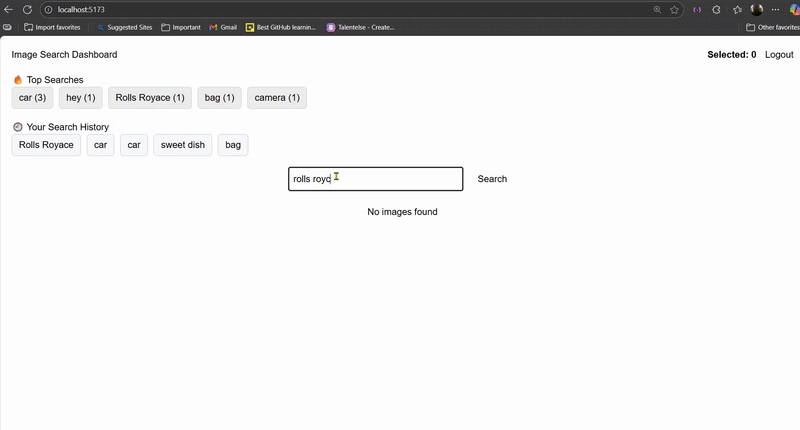 localhost:5173
Import favorites Suggested Sites Important Gmail Best GitHub learnin... Talentelse - Create... Other favorites
Image Search Dashboard Selected: 0 Logout
🔥 Top Searches
car (3) hey (1) Rolls Royace (1) bag (1) camera (1)
🕘 Your Search History
Rolls Royace car car sweet dish bag
rolls royc Search
No images found